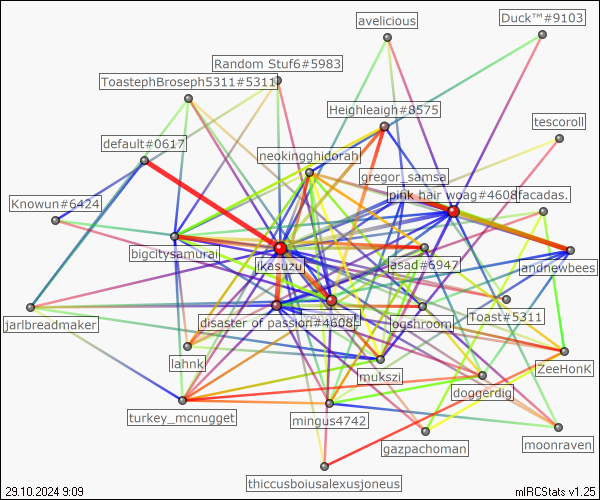 avelicious
Duck™#9103
Random Stuf6#5983
ToastephBroseph5311#5311
Heighleaigh#8575
tescoroll
default#0617
neokingghidorah
gregor_samsa
pink hair woag#4608
facadas.
Knowun#6424
bigcitysamurai
ikasuzu
asad#6947
andnewbees
jarlbreadmaker
disaster of passion#4608
ogshroom
Toast#5311
lahnk
mukszi
ZeeHonK
doggerdig
turkey_mcnugget
mingus4742
gazpachoman
moonraven
thiccusboiusalexusjoneus
29.10.2024 9:09
mIRCStats v1.25